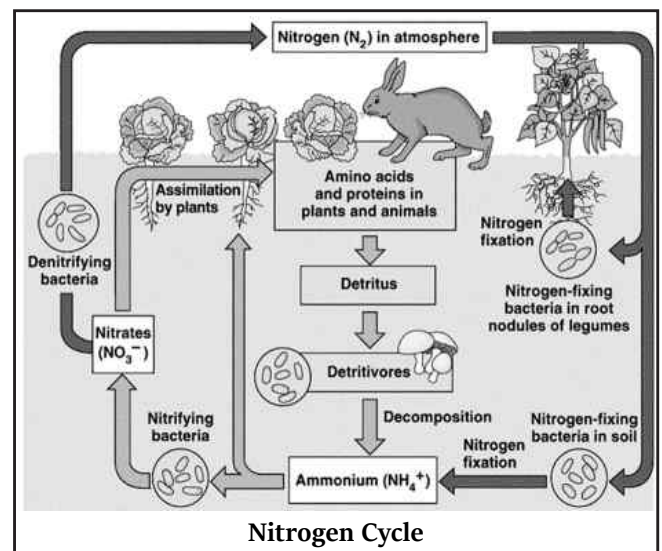 Nitrogen (N₂) in atmosphere
Assimilation
by plants
Amino acids
and proteins in
plants and animals
Nitrogen
fixation
Denitrifying
bacteria
Detritus
Nitrogen-fixing
bacteria in root
nodules of legumes
Nitrates
(NO₃⁻)
Detritivores
Decomposition
Nitrifying
bacteria
Nitrogen
fixation
Nitrogen-fixing
bacteria in soil
Ammonium (NH₄⁺)
Nitrogen Cycle